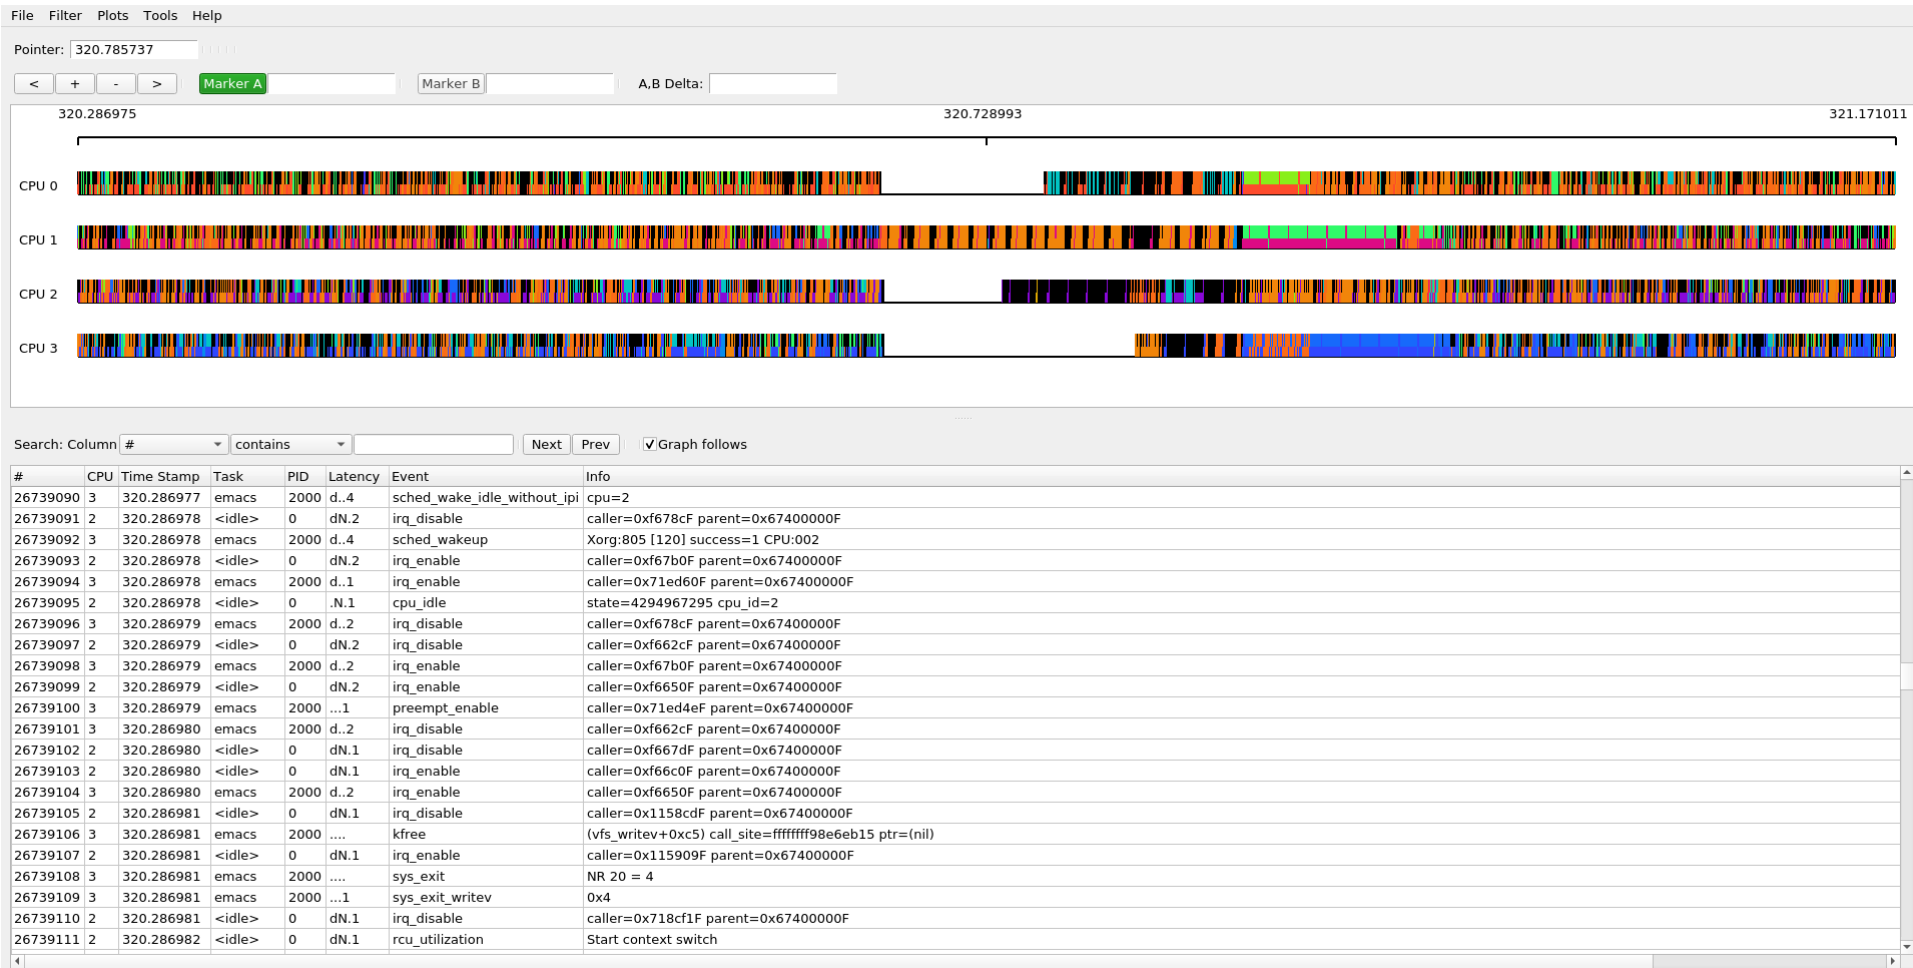 File Filter Plots Tools Help
Pointer: 320.785737
< + - > Marker A Marker B A,B Delta:
320.286975 320.728993 321.171011
CPU 0
CPU 1
CPU 2
CPU 3
Search: Column # contains Next Prev Graph follows
# CPU Time Stamp Task PID Latency Event Info
26739090 3 320.286977 emacs 2000 d..4 sched_wake_idle_without_ipi cpu=2
26739091 2 320.286978 <idle> 0 dN.2 irq_disable caller=0xf678cF parent=0x67400000F
26739092 3 320.286978 emacs 2000 d..4 sched_wakeup Xorg:805 [120] success=1 CPU:002
26739093 2 320.286978 <idle> 0 dN.2 irq_enable caller=0xf67b0F parent=0x67400000F
26739094 3 320.286978 emacs 2000 d..1 irq_enable caller=0x71ed60F parent=0x67400000F
26739095 2 320.286978 <idle> 0 .N.1 cpu_idle state=4294967295 cpu_id=2
26739096 3 320.286979 emacs 2000 d..2 irq_disable caller=0xf678cF parent=0x67400000F
26739097 2 320.286979 <idle> 0 dN.2 irq_disable caller=0xf662cF parent=0x67400000F
26739098 3 320.286979 emacs 2000 d..2 irq_enable caller=0xf67b0F parent=0x67400000F
26739099 2 320.286979 <idle> 0 dN.2 irq_enable caller=0xf6650F parent=0x67400000F
26739100 3 320.286979 emacs 2000 ...1 preempt_enable caller=0x71ed4eF parent=0x67400000F
26739101 3 320.286980 emacs 2000 d..2 irq_disable caller=0xf662cF parent=0x67400000F
26739102 2 320.286980 <idle> 0 dN.1 irq_disable caller=0xf667dF parent=0x67400000F
26739103 2 320.286980 <idle> 0 dN.1 irq_enable caller=0xf66c0F parent=0x67400000F
26739104 3 320.286980 emacs 2000 d..2 irq_enable caller=0xf6650F parent=0x67400000F
26739105 2 320.286981 <idle> 0 dN.1 irq_disable caller=0x1158cdF parent=0x67400000F
26739106 3 320.286981 emacs 2000 .... kfree (vfs_writev+0xc5) call_site=ffffffff98e6eb15 ptr=(nil)
26739107 2 320.286981 <idle> 0 dN.1 irq_enable caller=0x115909F parent=0x67400000F
26739108 3 320.286981 emacs 2000 .... sys_exit NR 20 = 4
26739109 3 320.286981 emacs 2000 ...1 sys_exit_writev 0x4
26739110 2 320.286981 <idle> 0 dN.1 irq_disable caller=0x718cf1F parent=0x67400000F
26739111 2 320.286982 <idle> 0 dN.1 rcu_utilization Start context switch